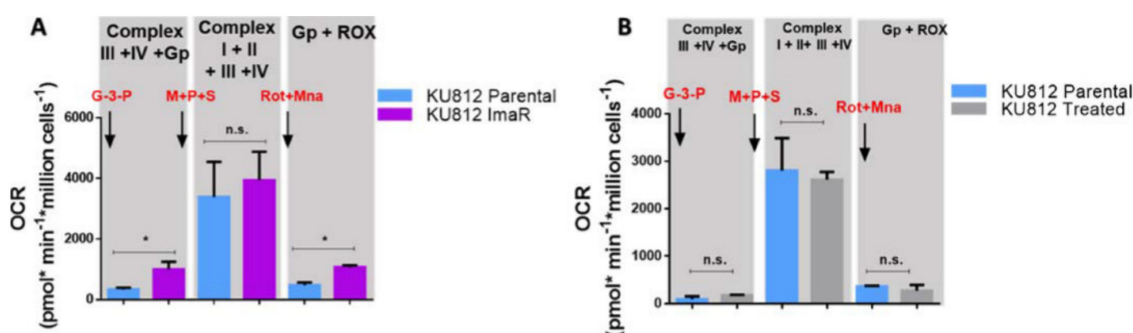 A
Complex
III +IV +Gp
Complex
I + II
+ III +IV
Gp + ROX
G-3-P
M+P+S
Rot+Mna
KU812 Parental
KU812 ImaR
OCR
(pmol* min-1*million cells-1)
6000
4000
2000
0
*
n.s.
*
B
Complex
III +IV +Gp
Complex
I + II+ III +IV
Gp + ROX
G-3-P
M+P+S
Rot+Mna
KU812 Parental
KU812 Treated
OCR
(pmol* min-1*million cells-1)
4000
3000
2000
1000
0
n.s.
n.s.
n.s.